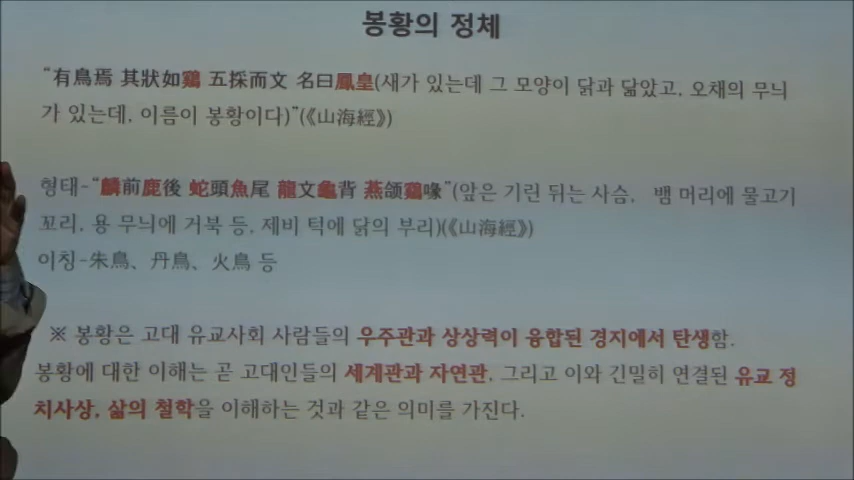 봉황의 정체
“有鳥焉 其狀如鷄 五採而文 名曰鳳皇(새가 있는데 그 모양이 닭과 닮았고, 오채의 무늬
가 있는데, 이름이 봉황이다)”(《山海經》)
형태-“麟前鹿後 蛇頭魚尾 龍文龜背 燕頷鷄喙”(앞은 기린 뒤는 사슴, 뱀 머리에 물고기
꼬리, 용 무늬에 거북 등, 제비 턱에 닭의 부리)(《山海經》)
이칭-朱鳥、丹鳥、火鳥 등
※ 봉황은 고대 유교사회 사람들의 우주관과 상상력이 융합된 경지에서 탄생함.
봉황에 대한 이해는 곧 고대인들의 세계관과 자연관, 그리고 이와 긴밀히 연결된 유교 정
치사상, 삶의 철학을 이해하는 것과 같은 의미를 가진다.